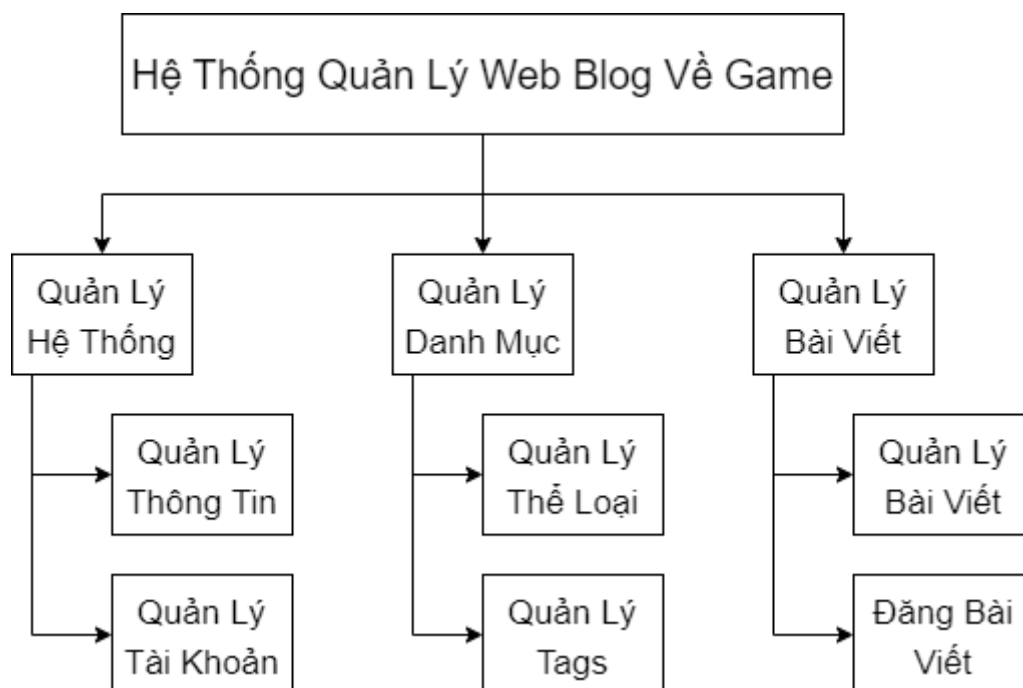 Hệ Thống Quản Lý Web Blog Về Game
Quản Lý
Hệ Thống
Quản Lý
Danh Mục
Quản Lý
Bài Viết
Quản Lý
Thông Tin
Quản Lý
Thể Loại
Quản Lý
Bài Viết
Quản Lý
Tài Khoản
Quản Lý
Tags
Đăng Bài
Viết